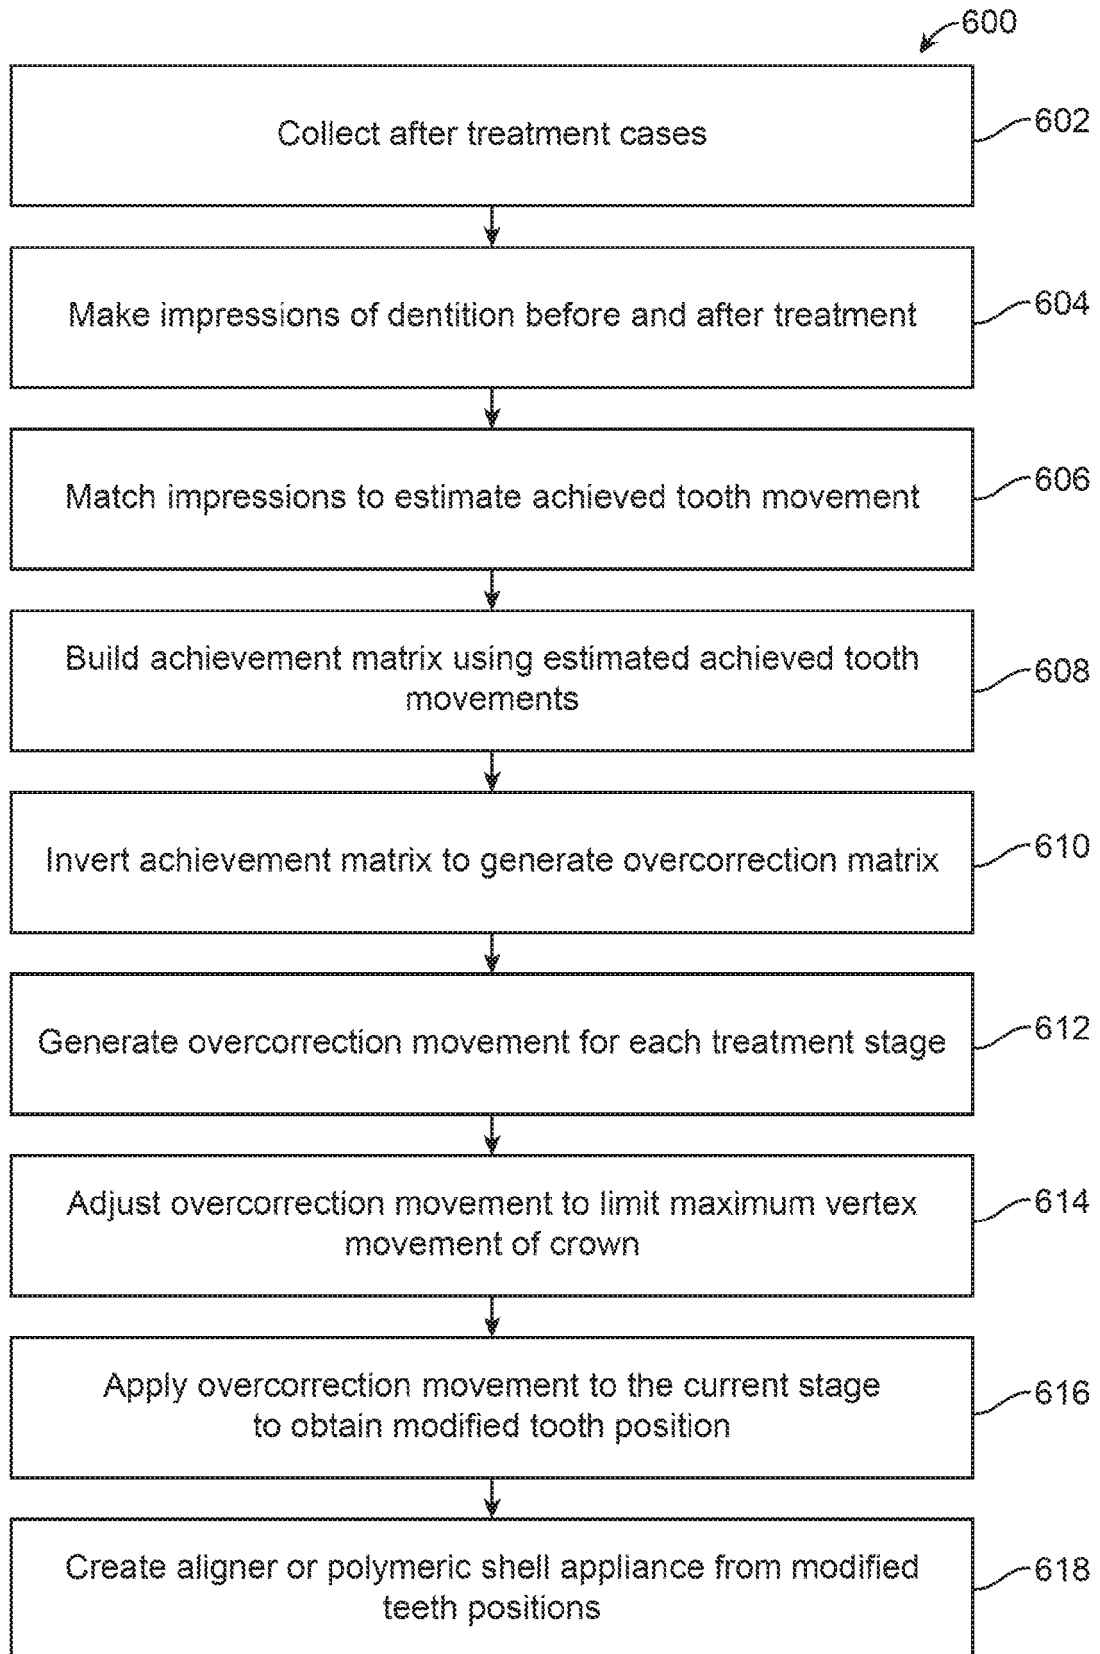 600
Collect after treatment cases
602
Make impressions of dentition before and after treatment
604
Match impressions to estimate achieved tooth movement
606
Build achievement matrix using estimated achieved tooth
movements
608
Invert achievement matrix to generate overcorrection matrix
610
Generate overcorrection movement for each treatment stage
612
Adjust overcorrection movement to limit maximum vertex
movement of crown
614
Apply overcorrection movement to the current stage
to obtain modified tooth position
616
Create aligner or polymeric shell appliance from modified
teeth positions
618